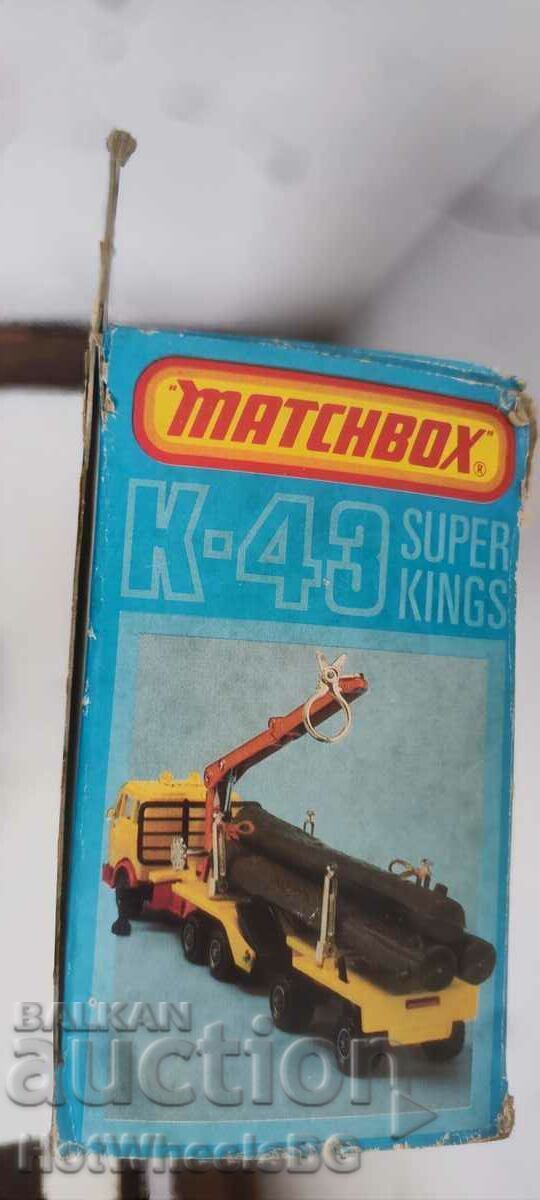 "MATCHBOX"®
K-43
SUPER
KINGS
BALKAN
auction
HotWheelsBG